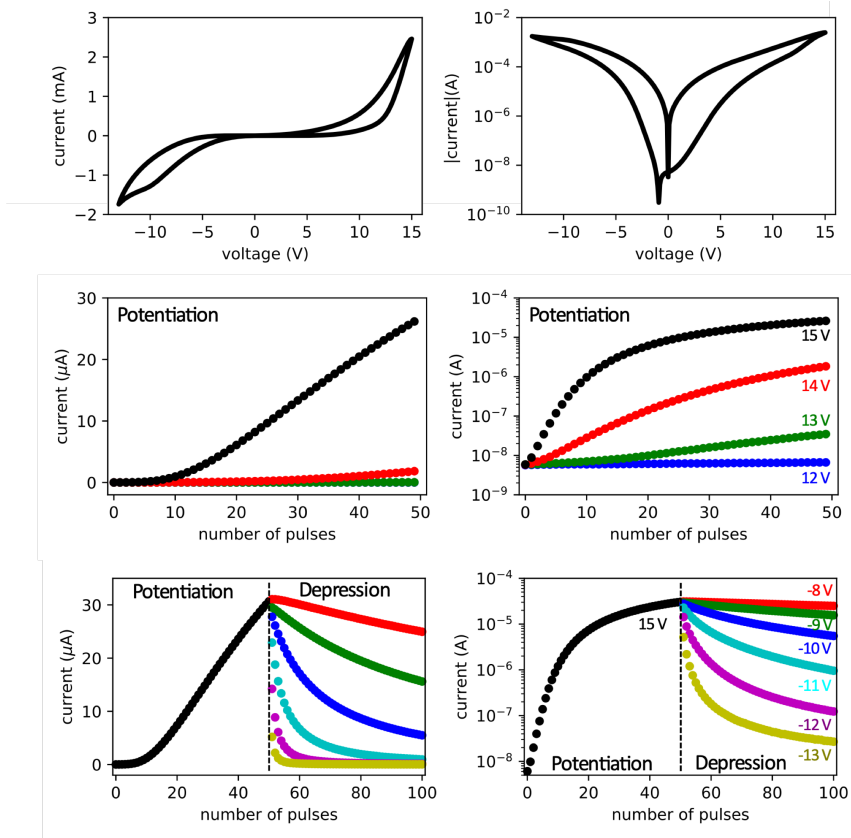 3
2
1
0
−1
−2
current (mA)
−10 −5 0 5 10 15
voltage (V)
10⁻²
10⁻⁴
10⁻⁶
10⁻⁸
10⁻¹⁰
|current|(A)
−10 −5 0 5 10 15
voltage (V)
Potentiation
30
20
10
0
current (μA)
0 10 20 30 40 50
number of pulses
Potentiation
10⁻⁴
10⁻⁵
10⁻⁶
10⁻⁷
10⁻⁸
10⁻⁹
current (A)
15 V
14 V
13 V
12 V
0 10 20 30 40 50
number of pulses
Potentiation Depression
30
20
10
0
current (μA)
0 20 40 60 80 100
number of pulses
10⁻⁴
10⁻⁵
10⁻⁶
10⁻⁷
10⁻⁸
current (A)
15 V
-8 V
-9 V
-10 V
-11 V
-12 V
-13 V
Potentiation Depression
0 20 40 60 80 100
number of pulses